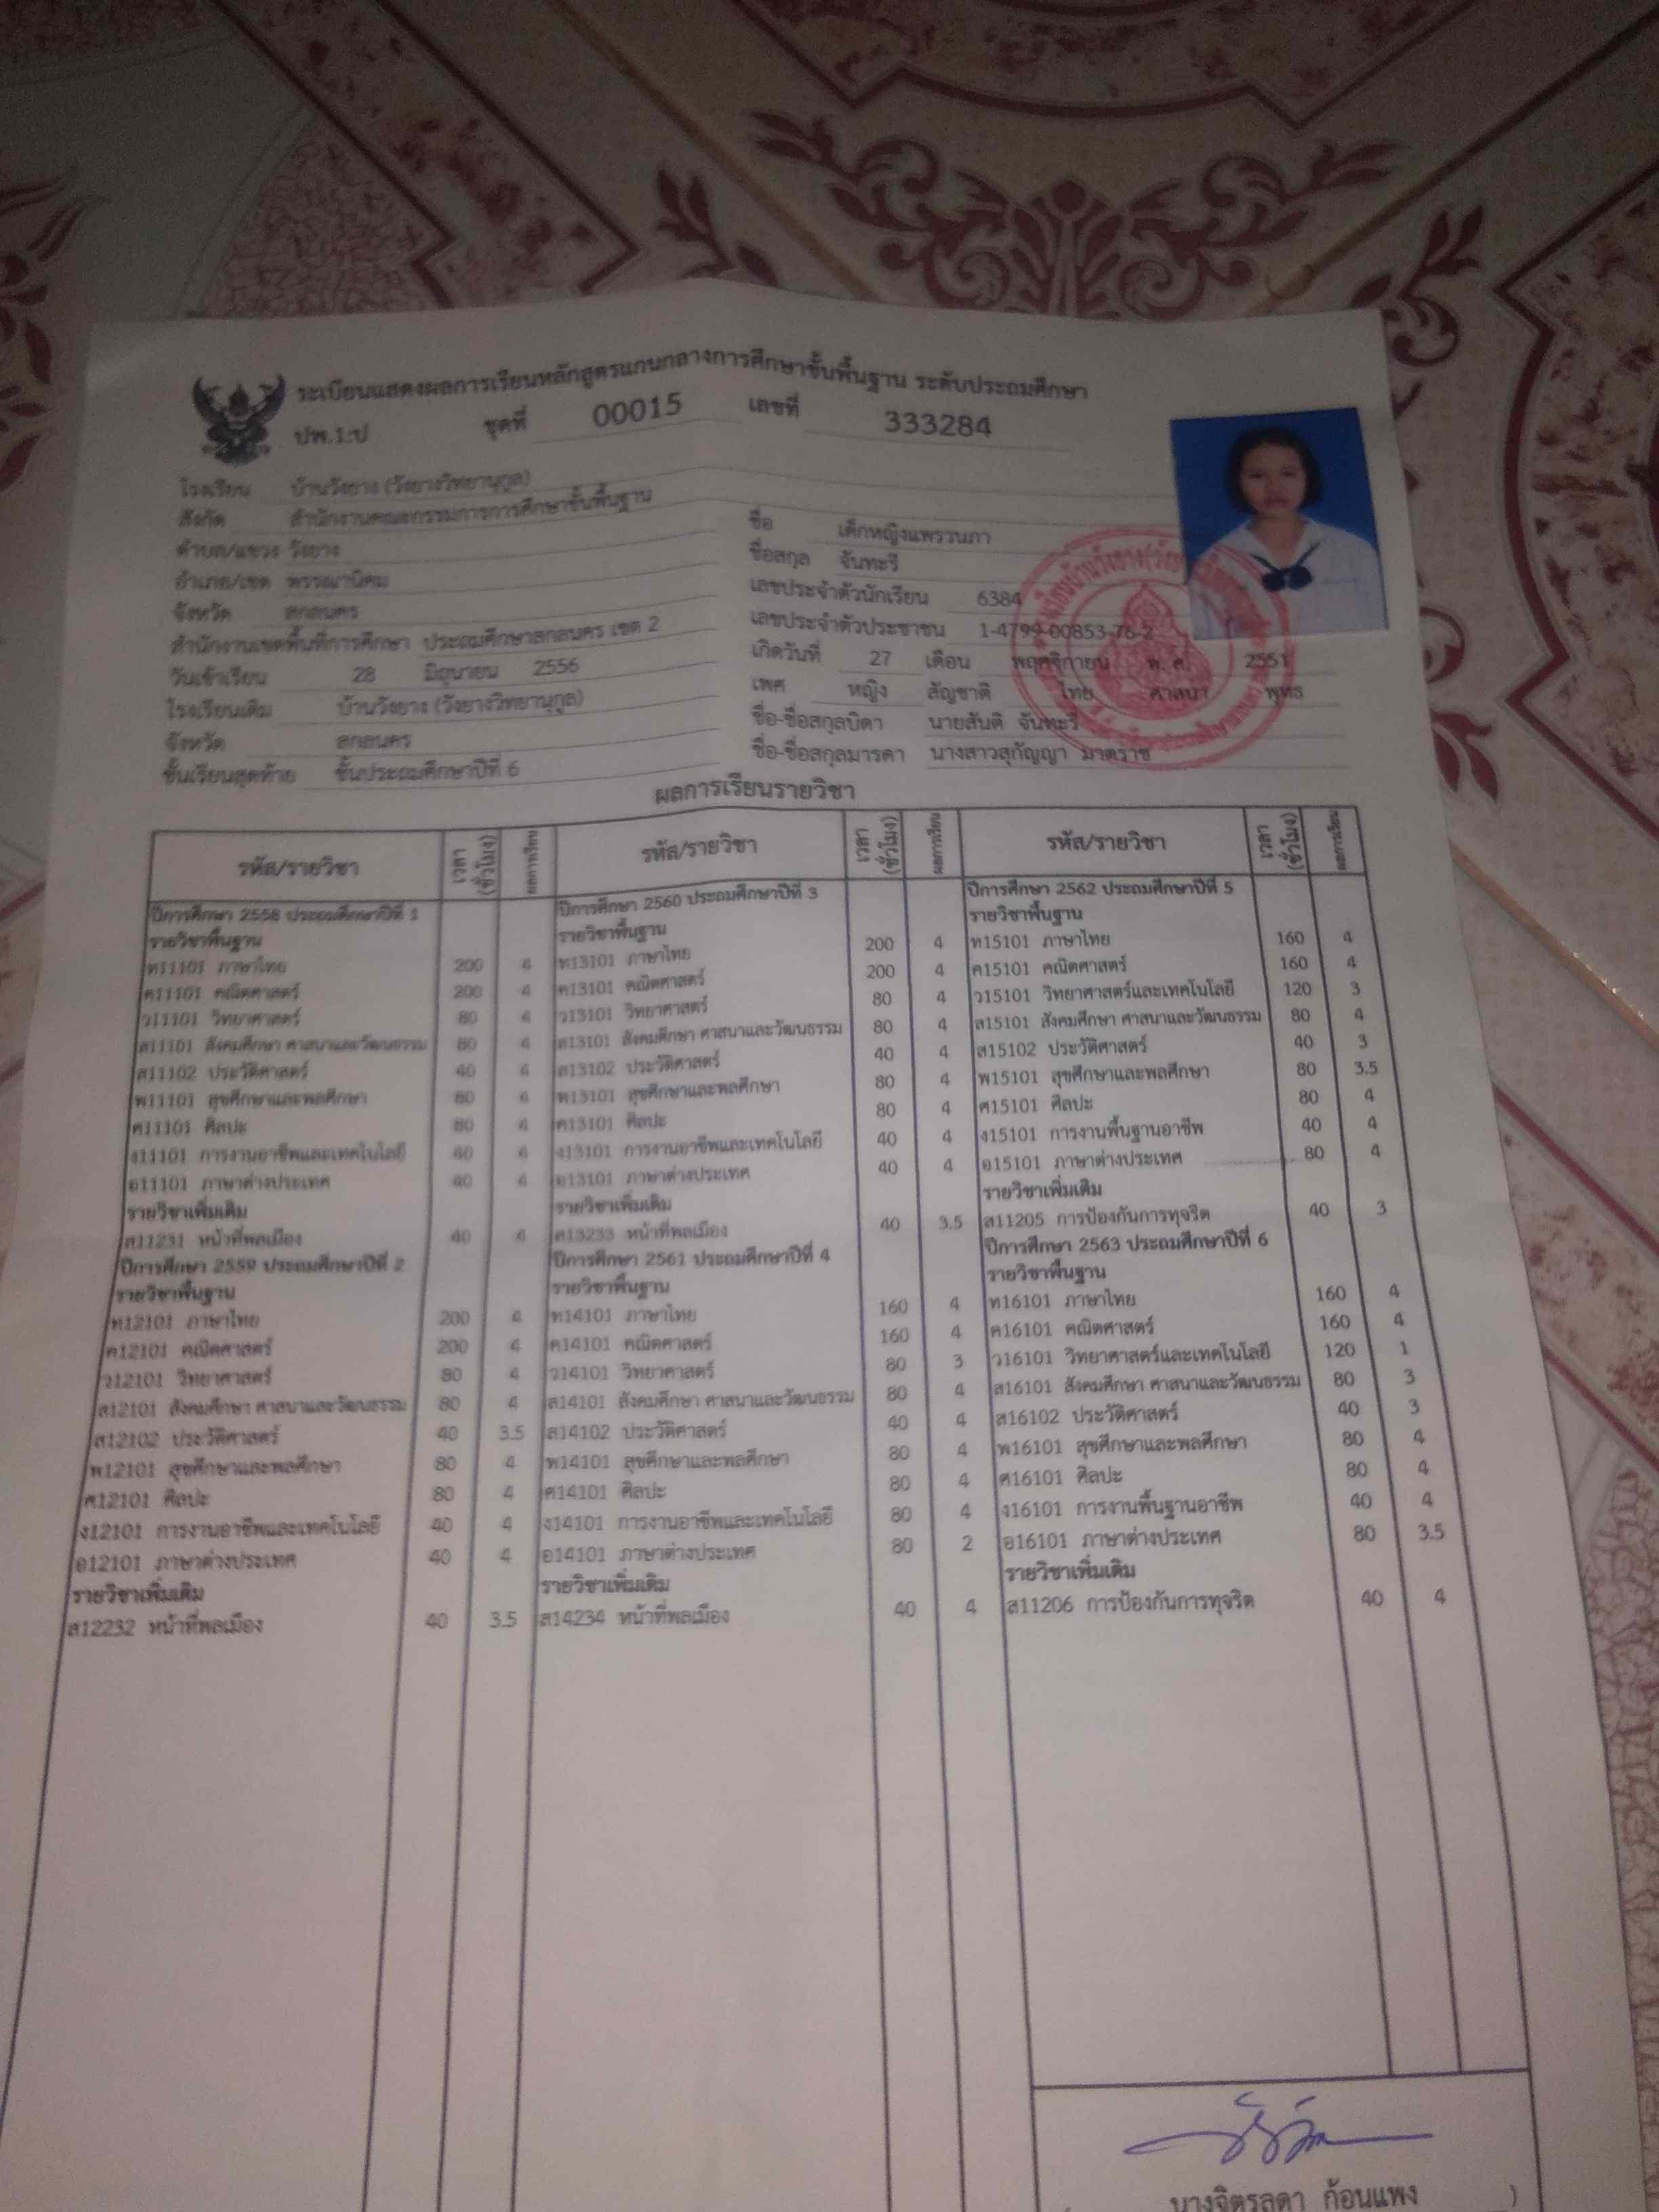 ระเบียนแสดงผลการเรียนหลักสูตรแกนกลางการศึกษาขั้นพื้นฐาน ระดับประถมศึกษา
ปพ.1:ป ชุดที่ 00015 เลขที่ 333284
โรงเรียน บ้านวังยาง (วังยางวิทยานุกูล)
สังกัด สำนักงานคณะกรรมการการศึกษาขั้นพื้นฐาน
ตำบล/แขวง วังยาง
อำเภอ/เขต พรรณานิคม
จังหวัด สกลนคร
สำนักงานเขตพื้นที่การศึกษา ประถมศึกษาสกลนคร เขต 2
วันเข้าเรียน 28 มิถุนายน 2556
โรงเรียนเดิม บ้านวังยาง (วังยางวิทยานุกูล)
จังหวัด สกลนคร
ชั้นเรียนสุดท้าย ชั้นประถมศึกษาปีที่ 6
ชื่อ เด็กหญิงแพรวนภา
ชื่อสกุล จันทะรี
เลขประจำตัวนักเรียน 6384
เลขประจำตัวประชาชน 1-4799-00853-76-2
เกิดวันที่ 27 เดือน พฤศจิกายน พ.ศ. 2551
เพศ หญิง สัญชาติ ไทย ศาสนา พุทธ
ชื่อ-ชื่อสกุลบิดา นายสันติ จันทะรี
ชื่อ-ชื่อสกุลมารดา นางสาวสุกัญญา มาตราช
ผลการเรียนรายวิชา
รหัส/รายวิชา เวลา (ชั่วโมง) ผลการเรียน
ปีการศึกษา 2558 ประถมศึกษาปีที่ 1
รายวิชาพื้นฐาน
ท11101 ภาษาไทย 200 4
ค11101 คณิตศาสตร์ 200 4
ว11101 วิทยาศาสตร์ 80 4
ส11101 สังคมศึกษา ศาสนาและวัฒนธรรม 80 4
ส11102 ประวัติศาสตร์ 40 4
พ11101 สุขศึกษาและพลศึกษา 80 4
ศ11101 ศิลปะ 80 4
ง11101 การงานอาชีพและเทคโนโลยี 40 4
อ11101 ภาษาต่างประเทศ 40 4
รายวิชาเพิ่มเติม
ส11231 หน้าที่พลเมือง 40 4
ปีการศึกษา 2559 ประถมศึกษาปีที่ 2
รายวิชาพื้นฐาน
ท12101 ภาษาไทย 200 4
ค12101 คณิตศาสตร์ 200 4
ว12101 วิทยาศาสตร์ 80 4
ส12101 สังคมศึกษา ศาสนาและวัฒนธรรม 80 4
ส12102 ประวัติศาสตร์ 40 3.5
พ12101 สุขศึกษาและพลศึกษา 80 4
ศ12101 ศิลปะ 80 4
ง12101 การงานอาชีพและเทคโนโลยี 40 4
อ12101 ภาษาต่างประเทศ 40 4
รายวิชาเพิ่มเติม
ส12232 หน้าที่พลเมือง 40 3.5
รหัส/รายวิชา เวลา (ชั่วโมง) ผลการเรียน
ปีการศึกษา 2560 ประถมศึกษาปีที่ 3
รายวิชาพื้นฐาน
ท13101 ภาษาไทย 200 4
ค13101 คณิตศาสตร์ 200 4
ว13101 วิทยาศาสตร์ 80 4
ส13101 สังคมศึกษา ศาสนาและวัฒนธรรม 80 4
ส13102 ประวัติศาสตร์ 40 4
พ13101 สุขศึกษาและพลศึกษา 80 4
ศ13101 ศิลปะ 80 4
ง13101 การงานอาชีพและเทคโนโลยี 40 4
อ13101 ภาษาต่างประเทศ 40 4
รายวิชาเพิ่มเติม
ส13233 หน้าที่พลเมือง 40 3.5
ปีการศึกษา 2561 ประถมศึกษาปีที่ 4
รายวิชาพื้นฐาน
ท14101 ภาษาไทย 160 4
ค14101 คณิตศาสตร์ 160 4
ว14101 วิทยาศาสตร์ 80 3
ส14101 สังคมศึกษา ศาสนาและวัฒนธรรม 80 4
ส14102 ประวัติศาสตร์ 40 4
พ14101 สุขศึกษาและพลศึกษา 80 4
ศ14101 ศิลปะ 80 4
ง14101 การงานอาชีพและเทคโนโลยี 80 4
อ14101 ภาษาต่างประเทศ 80 2
รายวิชาเพิ่มเติม
ส14234 หน้าที่พลเมือง 40 4
รหัส/รายวิชา เวลา (ชั่วโมง) ผลการเรียน
ปีการศึกษา 2562 ประถมศึกษาปีที่ 5
รายวิชาพื้นฐาน
ท15101 ภาษาไทย 160 4
ค15101 คณิตศาสตร์ 160 4
ว15101 วิทยาศาสตร์และเทคโนโลยี 120 3
ส15101 สังคมศึกษา ศาสนาและวัฒนธรรม 80 4
ส15102 ประวัติศาสตร์ 40 3
พ15101 สุขศึกษาและพลศึกษา 80 3.5
ศ15101 ศิลปะ 80 4
ง15101 การงานพื้นฐานอาชีพ 40 4
อ15101 ภาษาต่างประเทศ 80 4
รายวิชาเพิ่มเติม
ส11205 การป้องกันการทุจริต 40 3
ปีการศึกษา 2563 ประถมศึกษาปีที่ 6
รายวิชาพื้นฐาน
ท16101 ภาษาไทย 160 4
ค16101 คณิตศาสตร์ 160 4
ว16101 วิทยาศาสตร์และเทคโนโลยี 120 1
ส16101 สังคมศึกษา ศาสนาและวัฒนธรรม 80 3
ส16102 ประวัติศาสตร์ 40 3
พ16101 สุขศึกษาและพลศึกษา 80 4
ศ16101 ศิลปะ 80 4
ง16101 การงานพื้นฐานอาชีพ 40 4
อ16101 ภาษาต่างประเทศ 80 3.5
รายวิชาเพิ่มเติม
ส11206 การป้องกันการทุจริต 40 4
นางจิตรลดา ก้อนแพง )